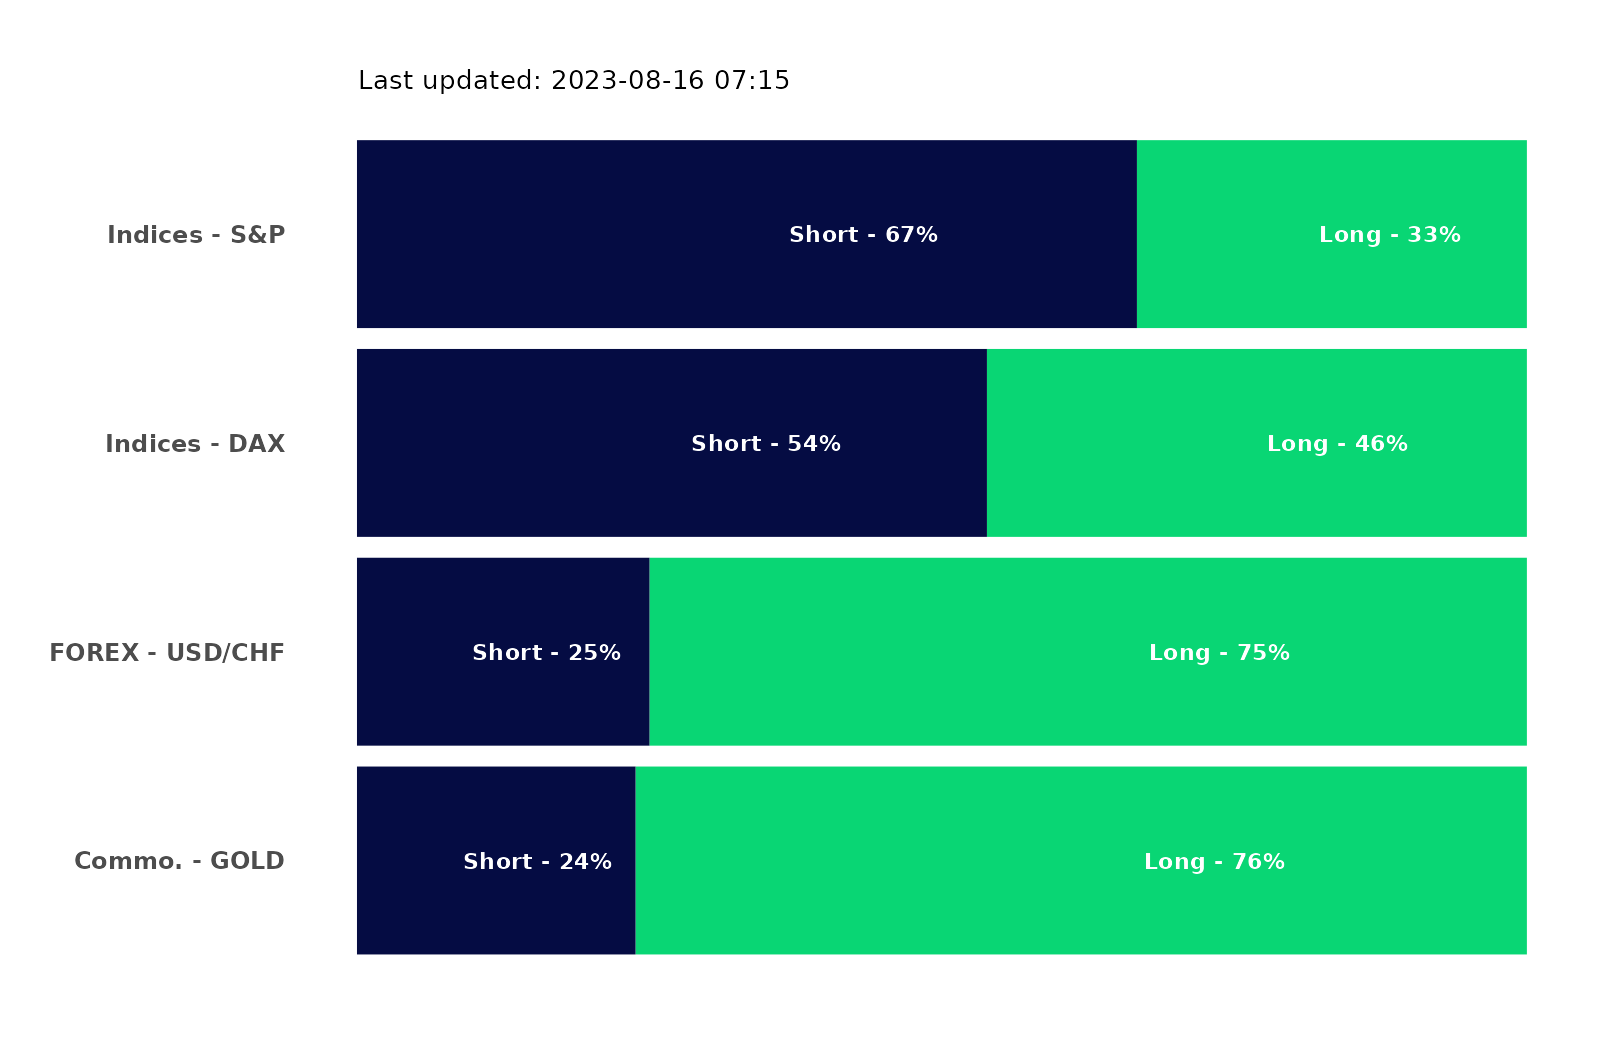 Last updated: 2023-08-16 07:15
Indices - S&P
Short - 67%
Long - 33%
Indices - DAX
Short - 54%
Long - 46%
FOREX - USD/CHF
Short - 25%
Long - 75%
Commo. - GOLD
Short - 24%
Long - 76%